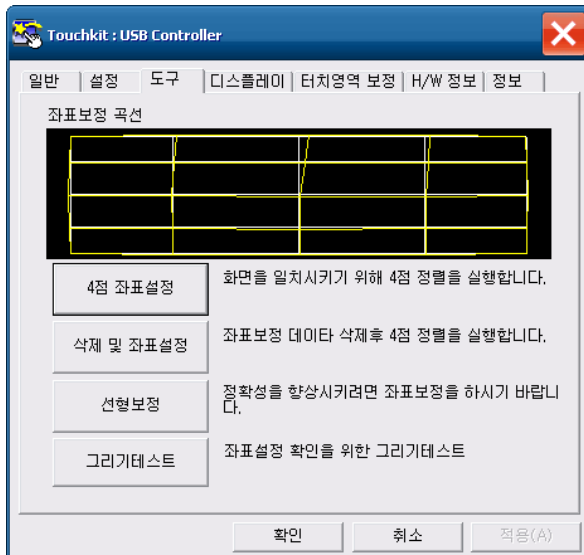 Touchkit : USB Controller
일반 설정 도구 디스플레이 터치영역 보정 H/W 정보 정보
좌표보정 곡선
4점 좌표설정
화면을 일치시키기 위해 4점 정렬을 실행합니다.
삭제 및 좌표설정
좌표보정 데이타 삭제후 4점 정렬을 실행합니다.
선형보정
정확성을 향상시키려면 좌표보정을 하시기 바랍니
다.
그리기테스트
좌표설정 확인을 위한 그리기테스트
확인 취소 적용(A)